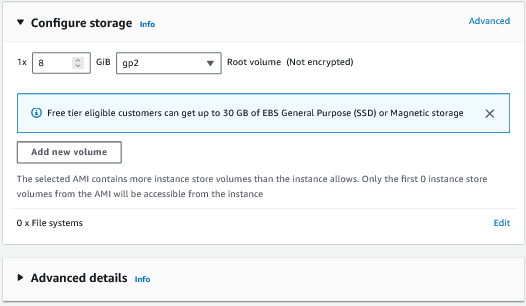 Configure storage Info Advanced
1x 8 GiB gp2 Root volume (Not encrypted)
Free tier eligible customers can get up to 30 GB of EBS General Purpose (SSD) or Magnetic storage
Add new volume
The selected AMI contains more instance store volumes than the instance allows. Only the first 0 instance store
volumes from the AMI will be accessible from the instance
0 x File systems Edit
Advanced details Info